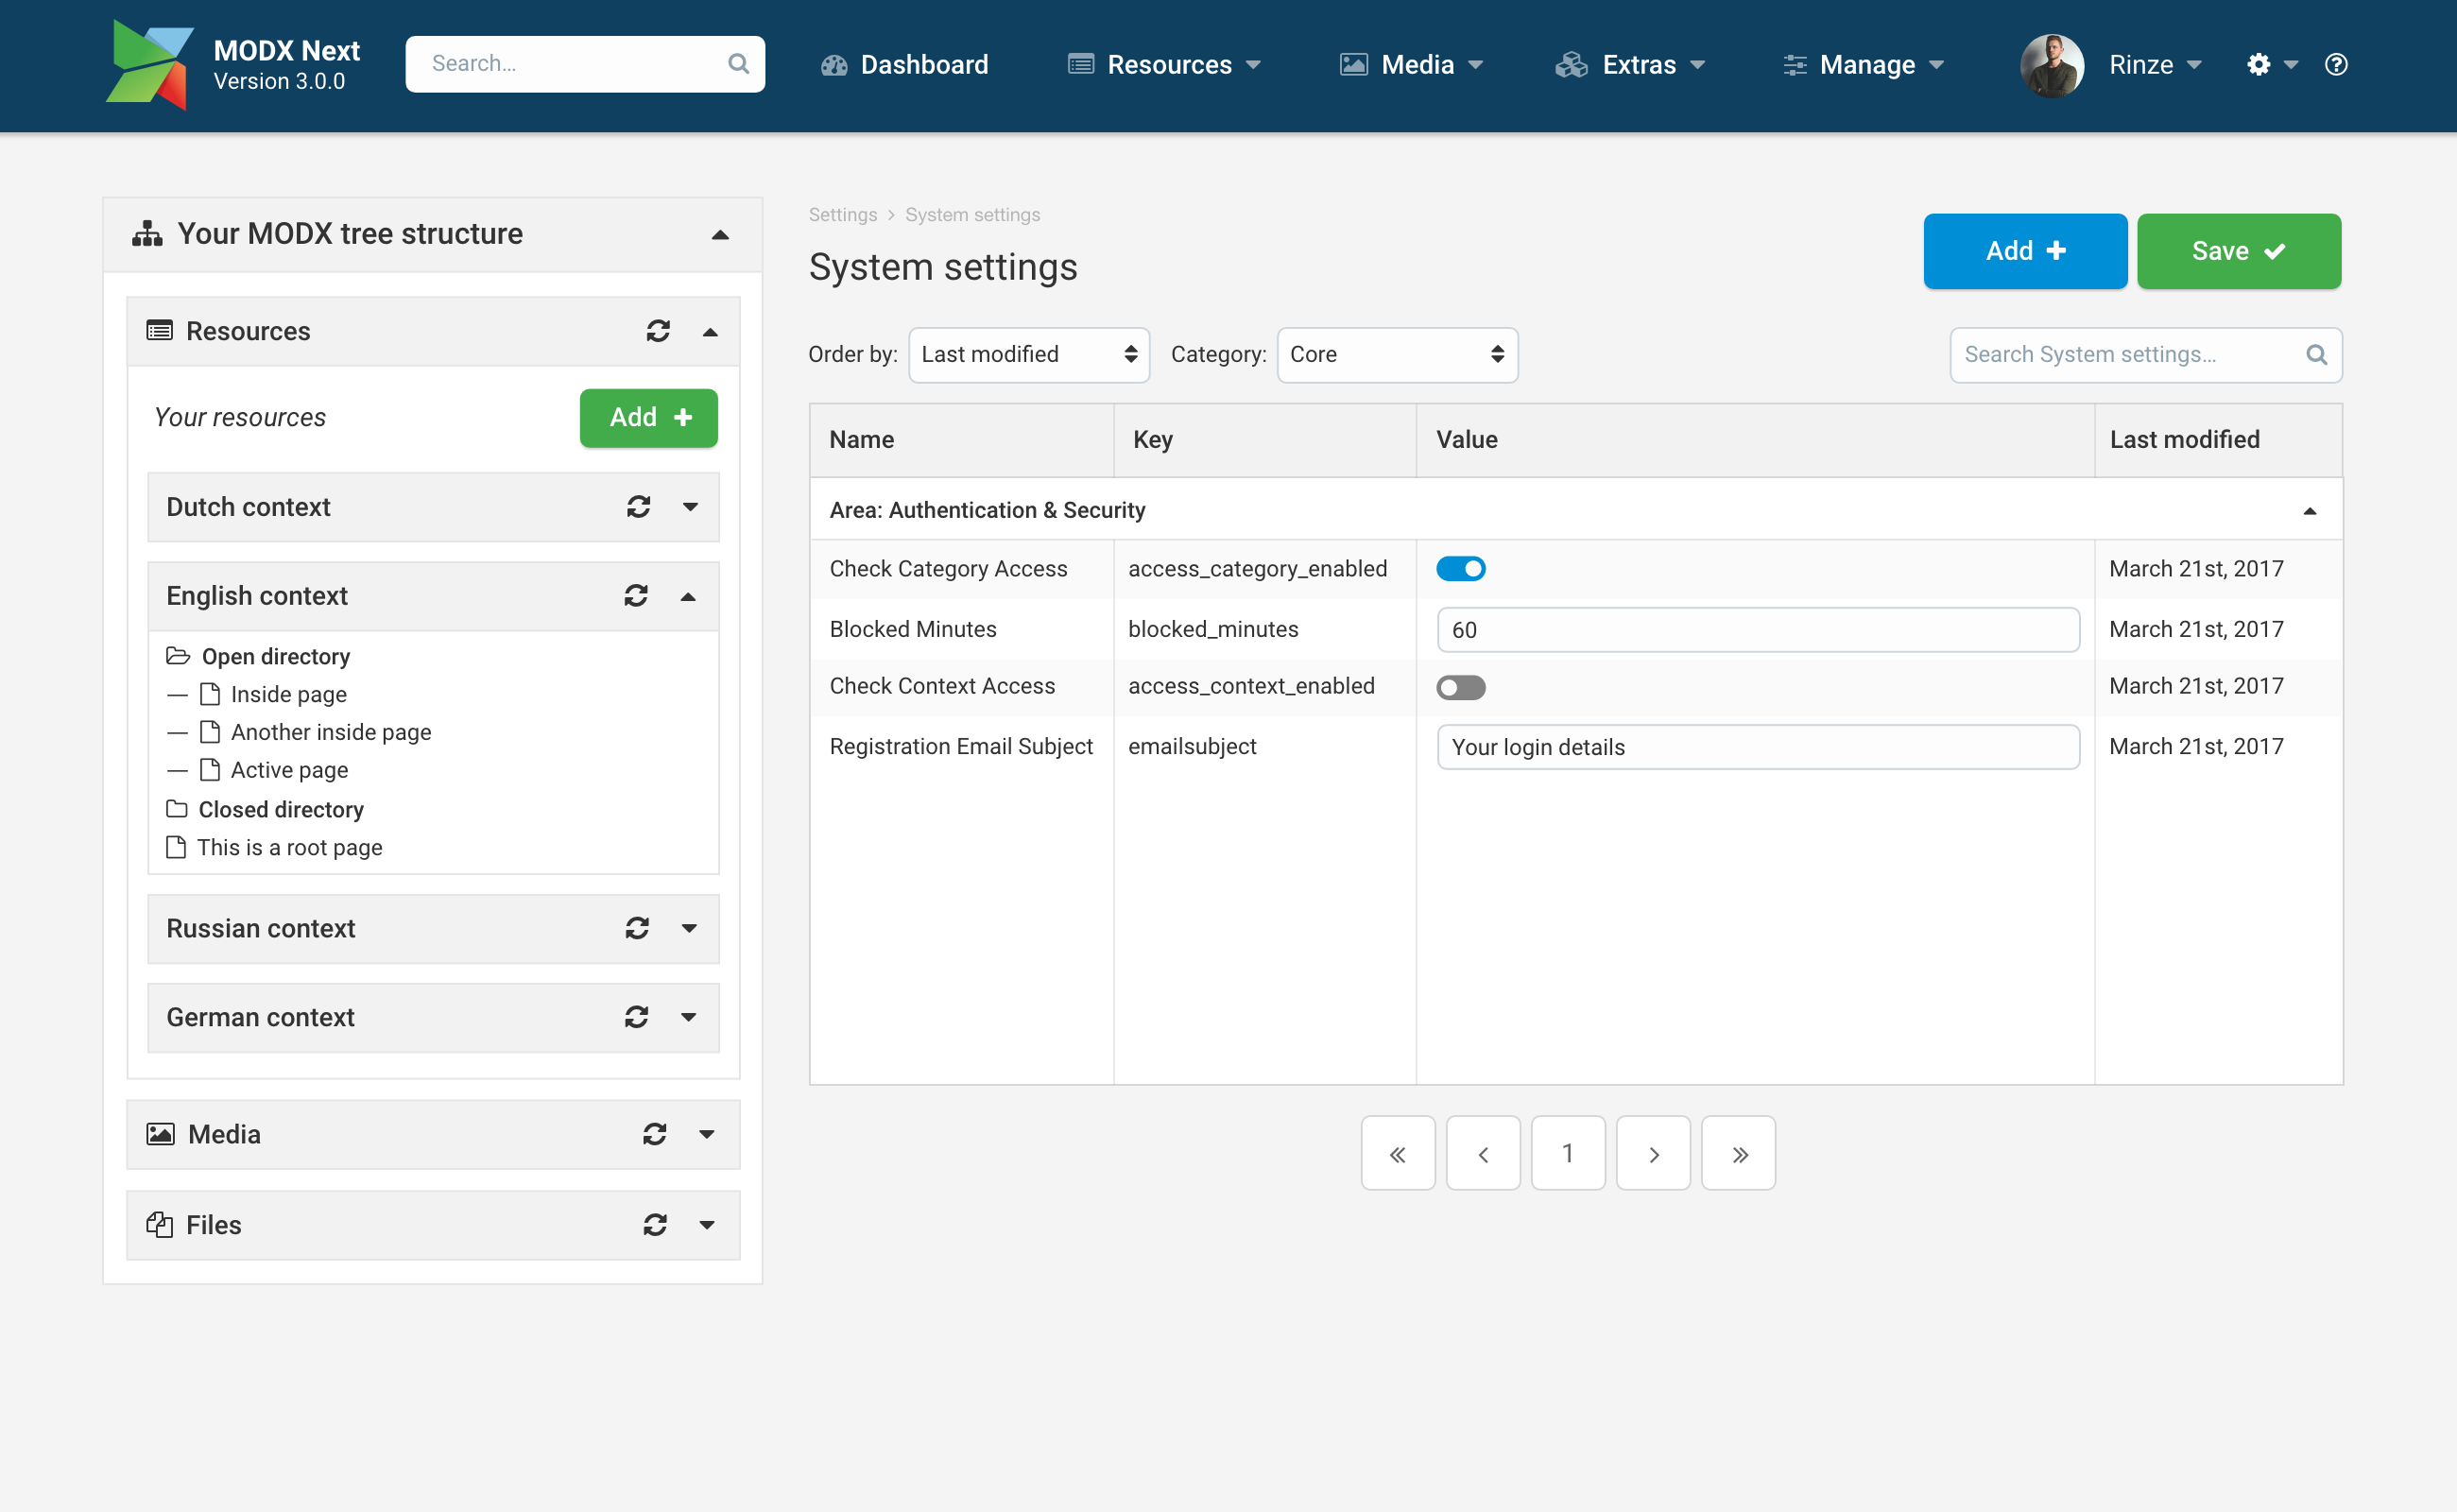 MODX Next
Version 3.0.0
Search...
Dashboard
Resources
Media
Extras
Manage
Rinze
Your MODX tree structure
Resources
Your resources
Add
Dutch context
English context
Open directory
Inside page
Another inside page
Active page
Closed directory
This is a root page
Russian context
German context
Media
Files
Settings > System settings
System settings
Add
Save
Order by: Last modified Category: Core
Search System settings...
Name Key Value Last modified
Area: Authentication & Security
Check Category Access access_category_enabled March 21st, 2017
Blocked Minutes blocked_minutes 60 March 21st, 2017
Check Context Access access_context_enabled March 21st, 2017
Registration Email Subject emailsubject Your login details March 21st, 2017
« ‹ 1 › »